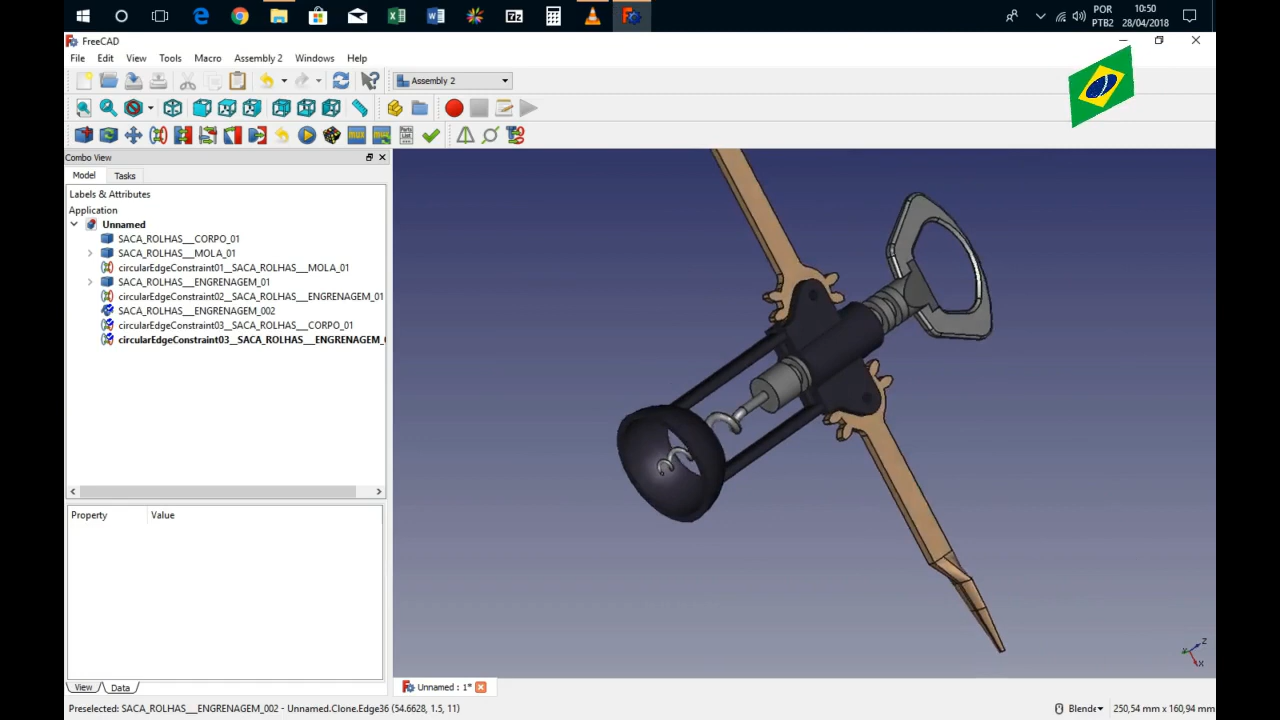 POR
PTB2
10:50
28/04/2018
FreeCAD
File Edit View Tools Macro Assembly 2 Windows Help
Assembly 2
Combo View
Model Tasks
Labels & Attributes
Application
Unnamed
SACA_ROLHAS__CORPO_01
SACA_ROLHAS__MOLA_01
circularEdgeConstraint01__SACA_ROLHAS__MOLA_01
SACA_ROLHAS__ENGRENAGEM_01
circularEdgeConstraint02__SACA_ROLHAS__ENGRENAGEM_01
SACA_ROLHAS__ENGRENAGEM_002
circularEdgeConstraint03__SACA_ROLHAS__CORPO_01
circularEdgeConstraint03__SACA_ROLHAS__ENGRENAGEM_
Property Value
View Data
Unnamed : 1*
Z
Y
X
Preselected: SACA_ROLHAS__ENGRENAGEM_002 - Unnamed.Clone.Edge36 (54.6628, 1.5, 11)
Blende
250,54 mm x 160,94 mm